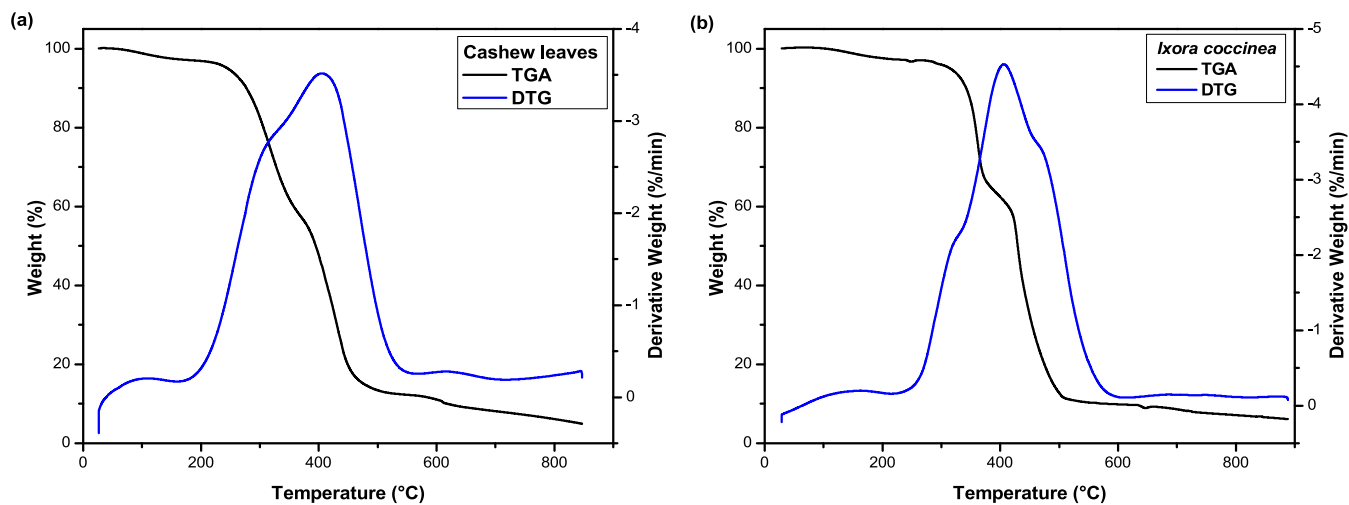 (a)
Cashew leaves
TGA
DTG
100
80
60
40
20
0
Weight (%)
0
200
400
600
800
Temperature (°C)
-4
-3
-2
-1
0
Derivative Weight (%/min)
(b)
Ixora coccinea
TGA
DTG
100
80
60
40
20
0
Weight (%)
0
200
400
600
800
Temperature (°C)
-5
-4
-3
-2
-1
0
Derivative Weight (%/min)